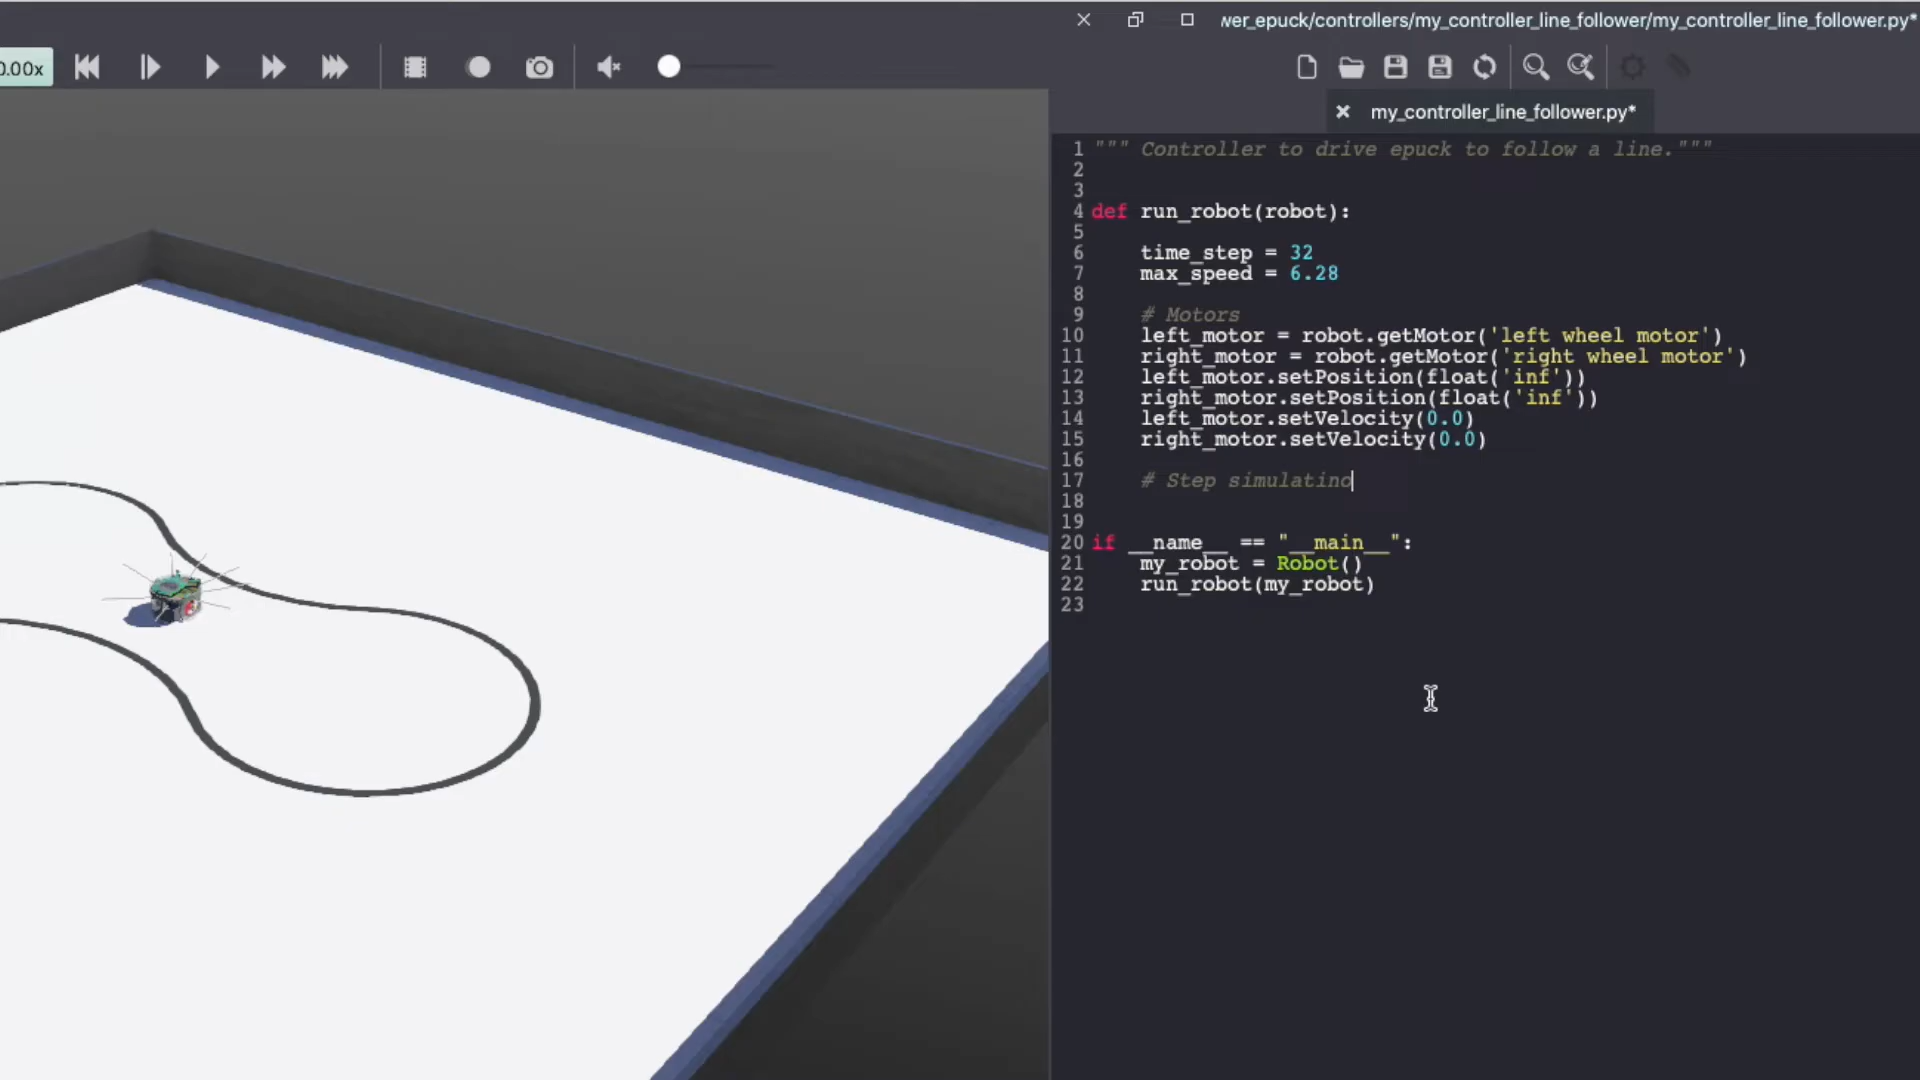 wer_epuck/controllers/my_controller_line_follower/my_controller_line_follower.py*
0.00x
my_controller_line_follower.py*
1 """ Controller to drive epuck to follow a line."""
2
3
4 def run_robot(robot):
5
6     time_step = 32
7     max_speed = 6.28
8
9     # Motors
10     left_motor = robot.getMotor('left wheel motor')
11     right_motor = robot.getMotor('right wheel motor')
12     left_motor.setPosition(float('inf'))
13     right_motor.setPosition(float('inf'))
14     left_motor.setVelocity(0.0)
15     right_motor.setVelocity(0.0)
16
17     # Step simulatino
18
19
20 if __name__ == "__main__":
21     my_robot = Robot()
22     run_robot(my_robot)
23